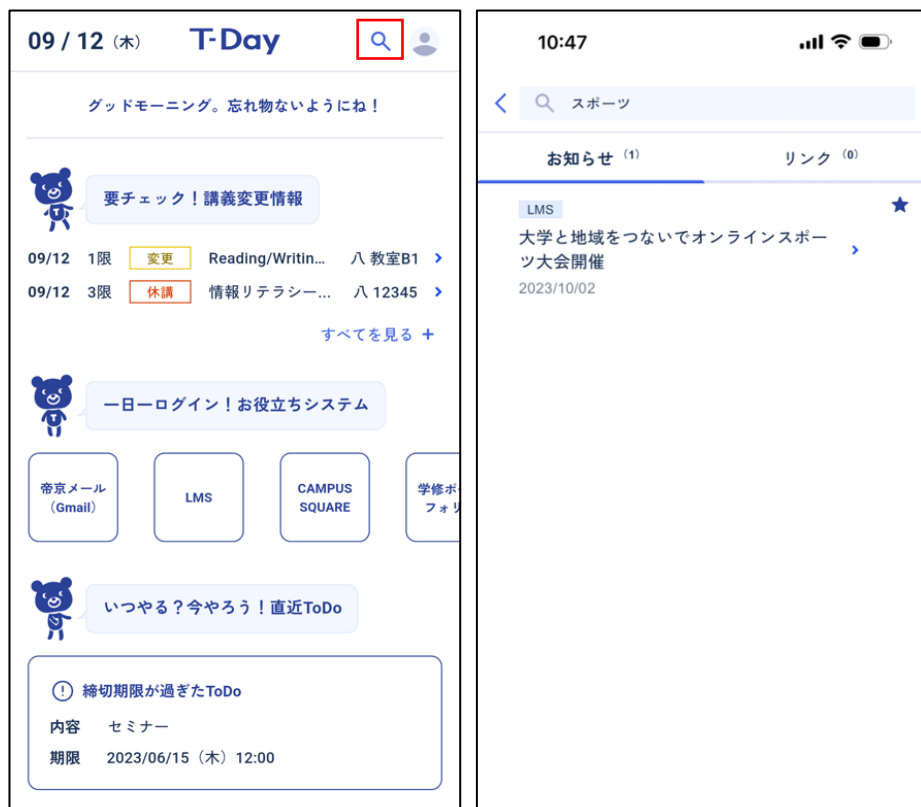 09 / 12 (木) T-Day
グッドモーニング。忘れ物ないようにね！
要チェック！講義変更情報
09/12 1限 変更 Reading/Writin... 八 教室B1
09/12 3限 休講 情報リテラシー... 八 12345
すべてを見る +
一日一ログイン！お役立ちシステム
帝京メール
（Gmail）
LMS
CAMPUS
SQUARE
学修ポ
フォリ
いつやる？今やろう！直近ToDo
締切期限が過ぎたToDo
内容 セミナー
期限 2023/06/15（木）12:00
10:47
スポーツ
お知らせ (1) リンク (0)
LMS
大学と地域をつないでオンラインスポー
ツ大会開催
2023/10/02